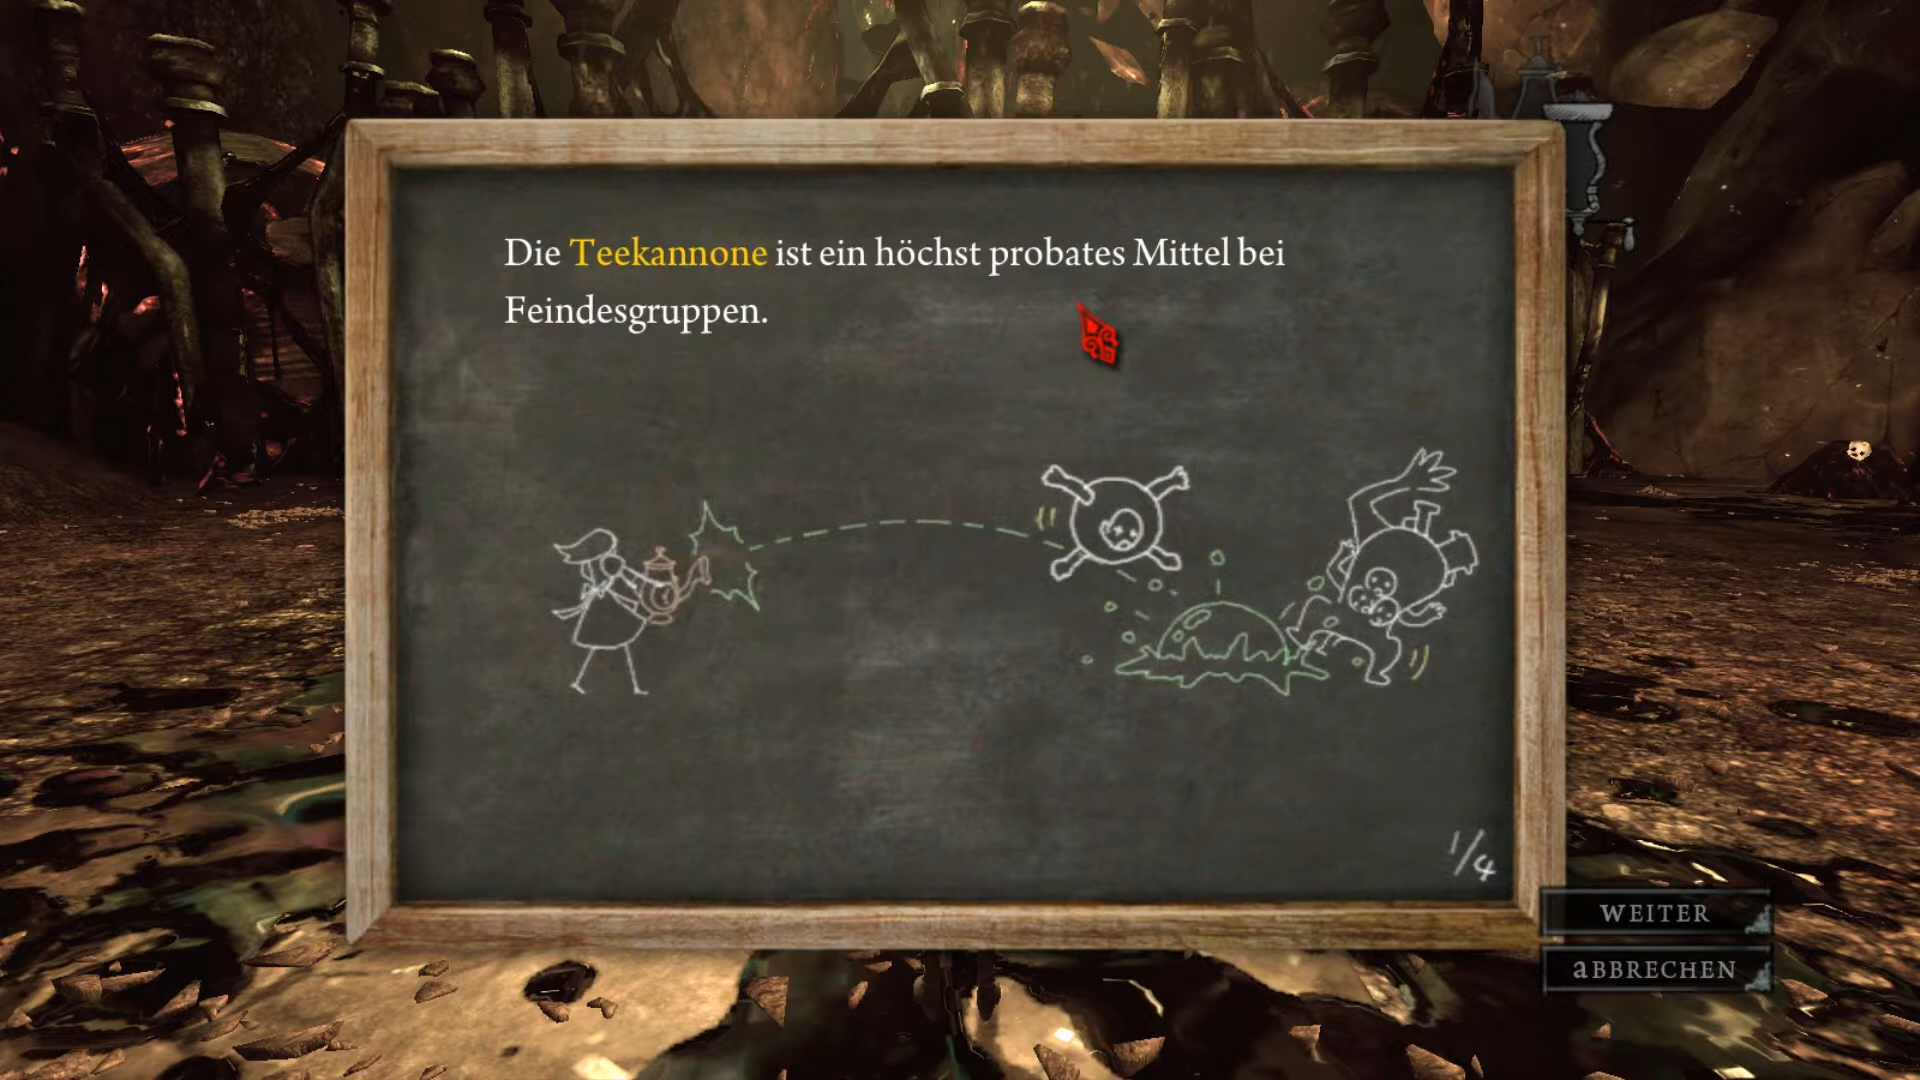 Die Teekannone ist ein höchst probates Mittel bei
Feindesgruppen.
1/4
WEITER
aBBRECHEN